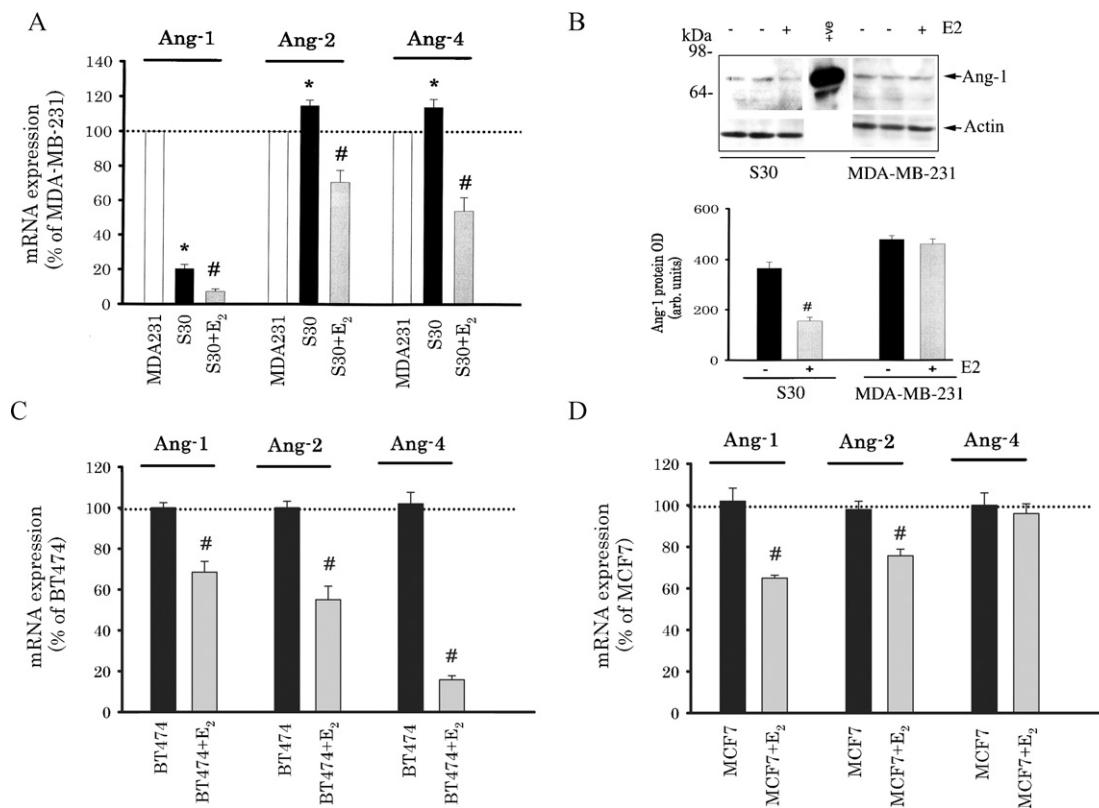 A
Ang-1 Ang-2 Ang-4
mRNA expression
(% of MDA-MB-231)
140
120
100
80
60
40
20
0
* # * # * #
MDA231 S30 S30+E₂ MDA231 S30 S30+E₂ MDA231 S30 S30+E₂
B
- - + +ve - - + E2
kDa
98-
64-
Ang-1
Actin
S30 MDA-MB-231
Ang-1 protein OD
(arb. units)
600
400
200
0
#
- + - + E2
S30 MDA-MB-231
C
Ang-1 Ang-2 Ang-4
mRNA expression
(% of BT474)
120
100
80
60
40
20
0
# # #
BT474 BT474+E₂ BT474 BT474+E₂ BT474 BT474+E₂
D
Ang-1 Ang-2 Ang-4
mRNA expression
(% of MCF7)
120
100
80
60
40
20
0
# #
MCF7 MCF7+E₂ MCF7 MCF7+E₂ MCF7 MCF7+E₂